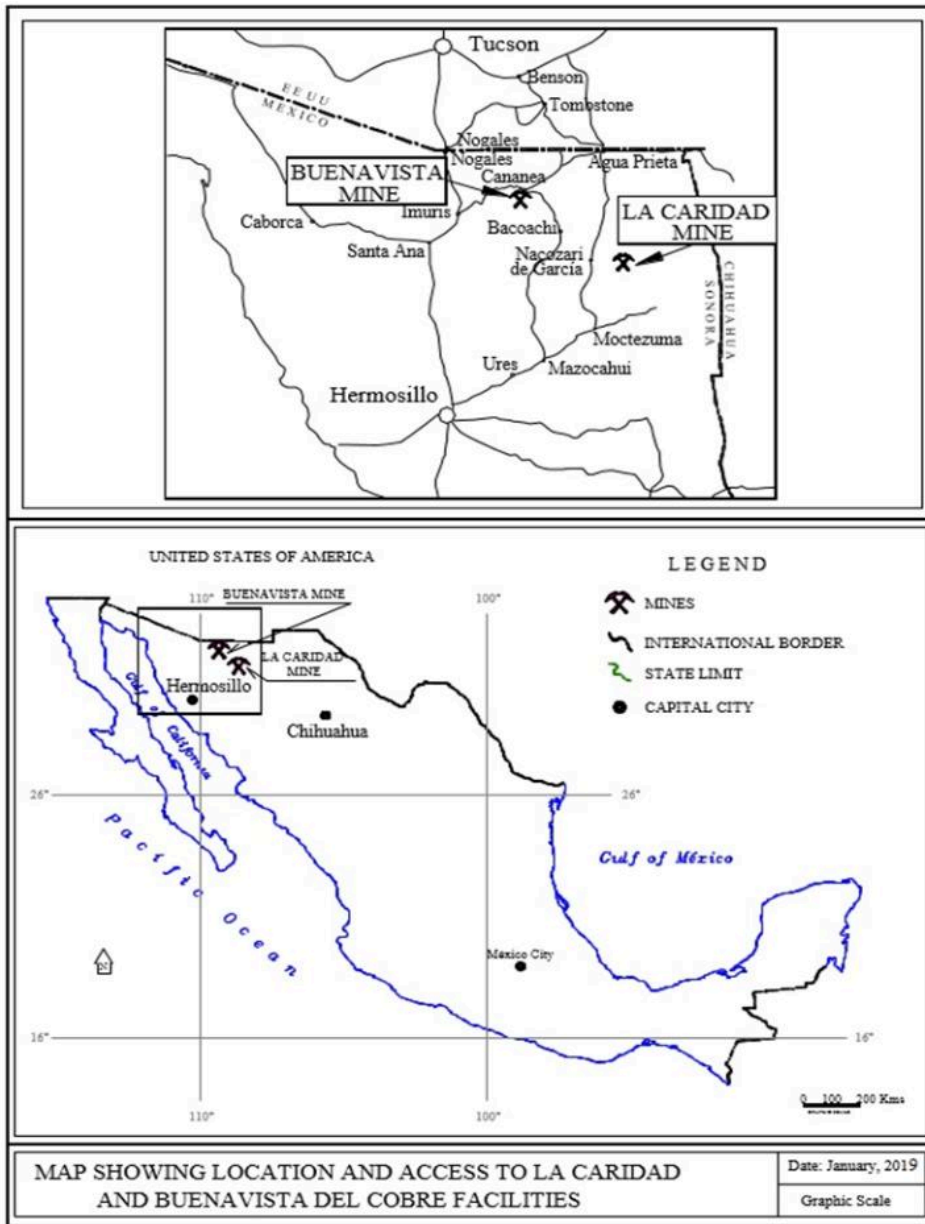 Tucson
Benson
Tombstone
EE UU
MEXICO
Nogales
Nogales
Agua Prieta
BUENAVISTA
MINE
Cananea
LA CARIDAD
MINE
Imuris
Caborca
Bacoachi
Santa Ana
Nacozari
de García
CHIHUAHUA
SONORA
Moctezuma
Ures
Mazocahui
Hermosillo
UNITED STATES OF AMERICA
LEGEND
110°
BUENAVISTA MINE
100°
MINES
LA CARIDAD
MINE
INTERNATIONAL BORDER
Hermosillo
STATE LIMIT
Chihuahua
CAPITAL CITY
Gulf of California
26°
26°
Gulf of México
Pacific Ocean
Mexico City
N
16°
16°
0 100 200 Kms
110°
100°
MAP SHOWING LOCATION AND ACCESS TO LA CARIDAD
AND BUENAVISTA DEL COBRE FACILITIES
Date: January, 2019
Graphic Scale